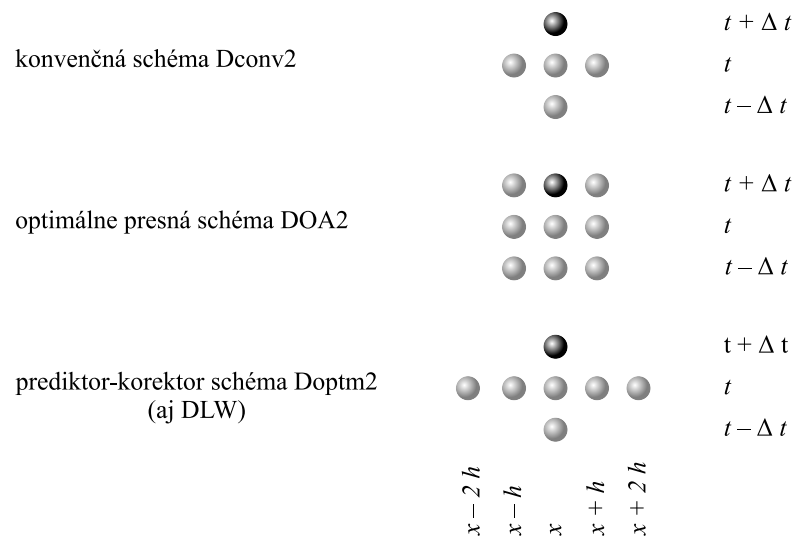 t + Δ t
konvenčná schéma Dconv2
t
t – Δ t
t + Δ t
optimálne presná schéma DOA2
t
t – Δ t
t + Δ t
prediktor-korektor schéma Doptm2
t
(aj DLW)
t – Δ t
x – 2 h
x – h
x
x + h
x + 2 h